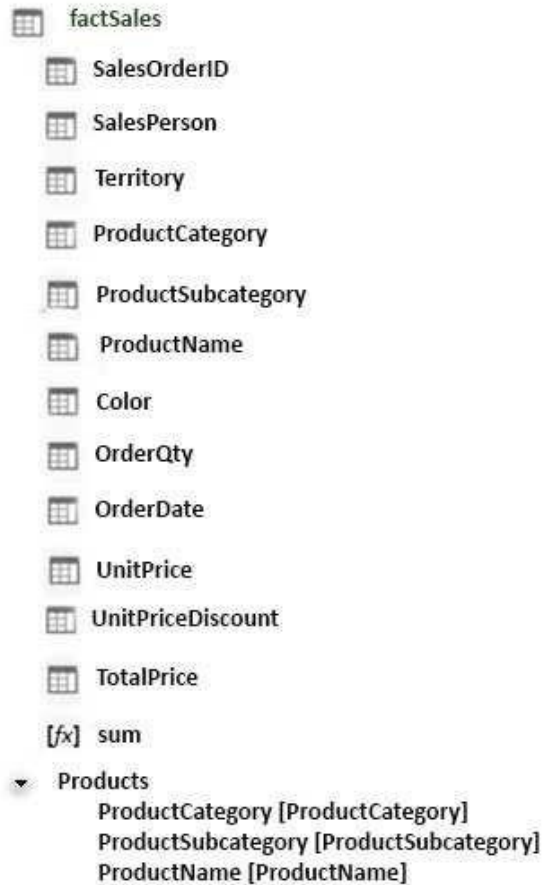 factSales
SalesOrderID
SalesPerson
Territory
ProductCategory
ProductSubcategory
ProductName
Color
OrderQty
OrderDate
UnitPrice
UnitPriceDiscount
TotalPrice
[fx] sum
Products
ProductCategory [ProductCategory]
ProductSubcategory [ProductSubcategory]
ProductName [ProductName]